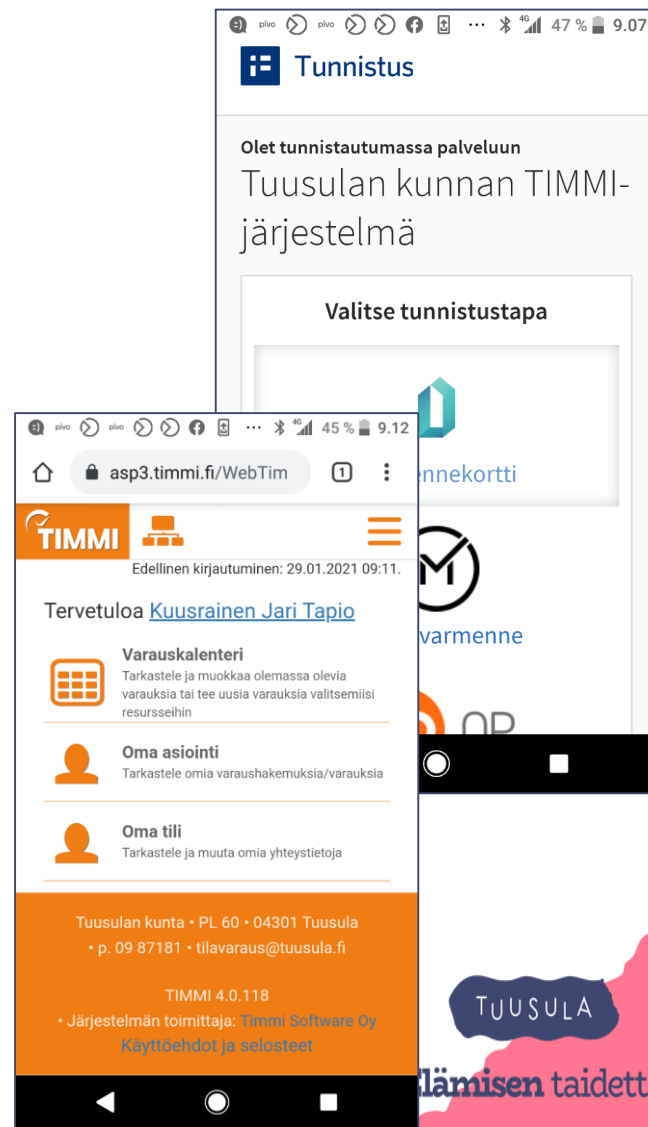 pivo pivo 4G 47 % 9.07
Tunnistus
Olet tunnistautumassa palveluun
Tuusulan kunnan TIMMI-
järjestelmä
Valitse tunnistustapa
ennekortti
varmenne
OP
pivo pivo 4G 45 % 9.12
asp3.timmi.fi/WebTim 1
TIMMI
Edellinen kirjautuminen: 29.01.2021 09:11.
Tervetuloa Kuusrainen Jari Tapio
Varauskalenteri
Tarkastele ja muokkaa olemassa olevia
varauksia tai tee uusia varauksia valitsemiisi
resursseihin
Oma asiointi
Tarkastele omia varaushakemuksia/varauksia
Oma tili
Tarkastele ja muuta omia yhteystietoja
Tuusulan kunta • PL 60 • 04301 Tuusula
• p. 09 87181 • tilavaraus@tuusula.fi
TIMMI 4.0.118
• Järjestelmän toimittaja: Timmi Software Oy
Käyttöehdot ja selosteet
TUUSULA
lämisen taidett